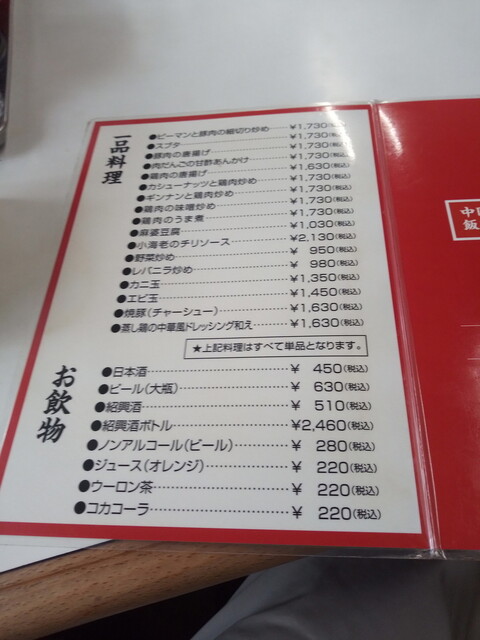 一品料理
●ピーマンと豚肉の細切り炒め ¥1,730(税込)
●スブタ ¥1,730(税込)
●豚肉の唐揚げ ¥1,730(税込)
●肉だんごの甘酢あんかけ ¥1,730(税込)
●鶏肉の唐揚げ ¥1,630(税込)
●カシューナッツと鶏肉炒め ¥1,730(税込)
●ギンナンと鶏肉炒め ¥1,730(税込)
●鶏肉の味噌炒め ¥1,730(税込)
●鶏肉のうま煮 ¥1,730(税込)
●麻婆豆腐 ¥1,030(税込)
●小海老のチリソース ¥2,130(税込)
●野菜炒め ¥ 950(税込)
●レバニラ炒め ¥ 980(税込)
●カニ玉 ¥1,350(税込)
●エビ玉 ¥1,450(税込)
●焼豚(チャーシュー) ¥1,630(税込)
●蒸し鶏の中華風ドレッシング和え ¥1,630(税込)
★上記料理はすべて単品となります。
お飲物
●日本酒 ¥ 450(税込)
●ビール(大瓶) ¥ 630(税込)
●紹興酒 ¥ 510(税込)
●紹興酒ボトル ¥2,460(税込)
●ノンアルコール(ビール) ¥ 280(税込)
●ジュース(オレンジ) ¥ 220(税込)
●ウーロン茶 ¥ 220(税込)
●コカコーラ ¥ 220(税込)
中
飯